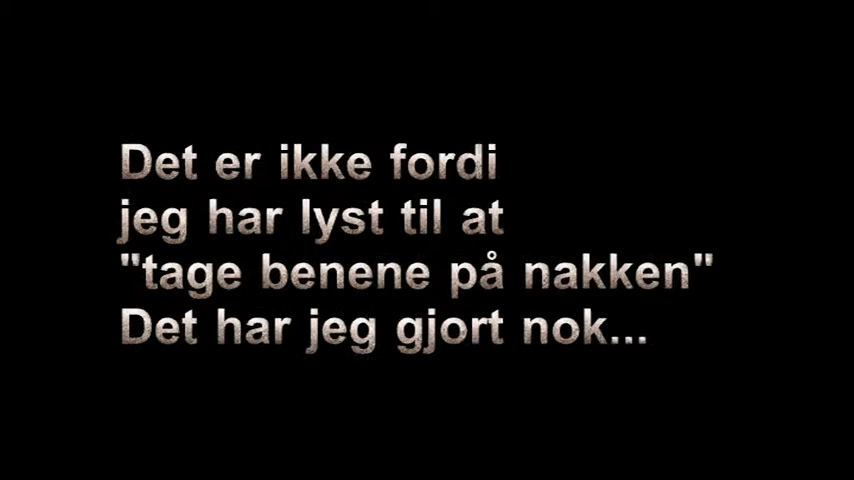 Det er ikke fordi
jeg har lyst til at
"tage benene på nakken"
Det har jeg gjort nok...